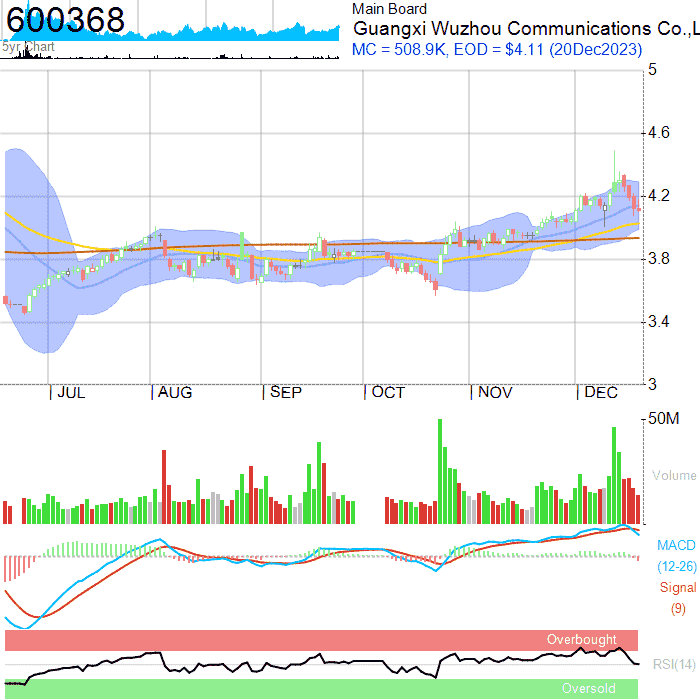 600368
5yr Chart
Main Board
Guangxi Wuzhou Communications Co.,L
MC = 508.9K, EOD = $4.11 (20Dec2023)
5
4.6
4.2
3.8
3.4
3
JUL AUG SEP OCT NOV DEC
50M
Volume
MACD
(12-26)
Signal
(9)
Overbought
RSI(14)
Oversold